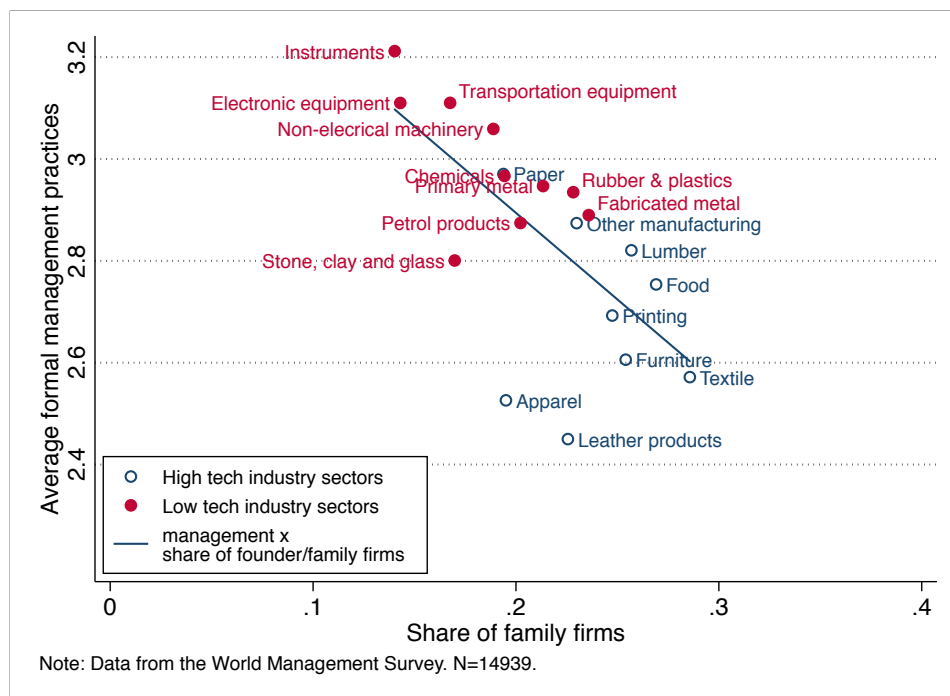 Average formal management practices
3.2
3
2.8
2.6
2.4
Instruments
Electronic equipment
Transportation equipment
Non-elecrical machinery
Chemicals
Paper
Primary metal
Rubber & plastics
Fabricated metal
Petrol products
Other manufacturing
Lumber
Stone, clay and glass
Food
Printing
Furniture
Textile
Apparel
Leather products
High tech industry sectors
Low tech industry sectors
management x
share of founder/family firms
0
.1
.2
.3
.4
Share of family firms
Note: Data from the World Management Survey. N=14939.